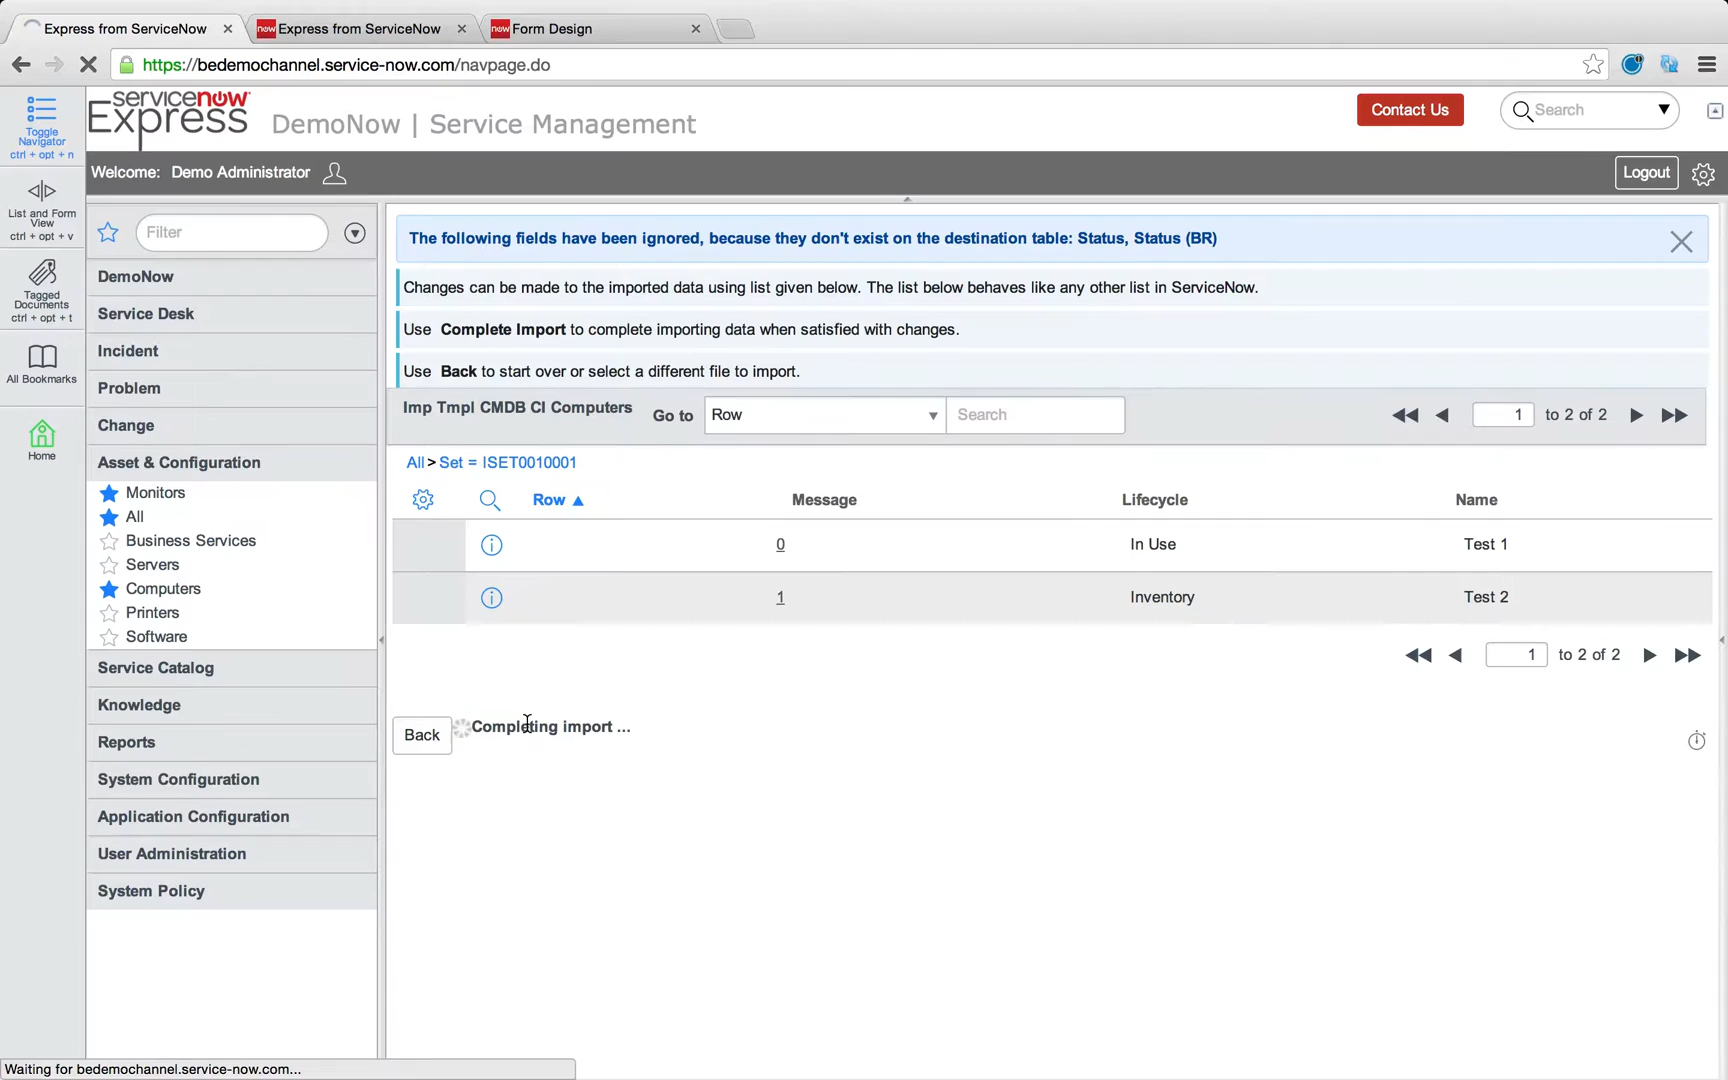 Express from ServiceNow
now Express from ServiceNow
now Form Design
https://bedemochannel.service-now.com/navpage.do
Toggle
Navigator
ctrl + opt + n
List and Form
View
ctrl + opt + v
Tagged
Documents
ctrl + opt + t
All Bookmarks
Home
servicenow
Express
DemoNow | Service Management
Contact Us
Search
Welcome: Demo Administrator
Logout
Filter
DemoNow
Service Desk
Incident
Problem
Change
Asset & Configuration
Monitors
All
Business Services
Servers
Computers
Printers
Software
Service Catalog
Knowledge
Reports
System Configuration
Application Configuration
User Administration
System Policy
The following fields have been ignored, because they don't exist on the destination table: Status, Status (BR)
Changes can be made to the imported data using list given below. The list below behaves like any other list in ServiceNow.
Use Complete Import to complete importing data when satisfied with changes.
Use Back to start over or select a different file to import.
Imp Tmpl CMDB CI Computers Go to Row Search 1 to 2 of 2
All > Set = ISET0010001
Row Message Lifecycle Name
0 In Use Test 1
1 Inventory Test 2
1 to 2 of 2
Back Completing import ...
Waiting for bedemochannel.service-now.com...